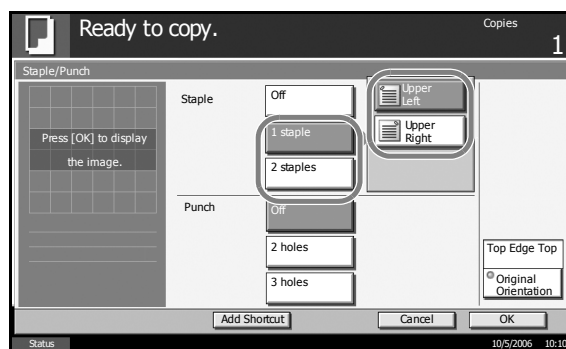 Ready to copy.
Copies
1
Staple/Punch
Press [OK] to display
the image.
Staple
Off
1 staple
2 staples
Upper
Left
Upper
Right
Punch
Off
2 holes
3 holes
Top Edge Top
Original
Orientation
Add Shortcut
Cancel
OK
Status
10/5/2006 10:10